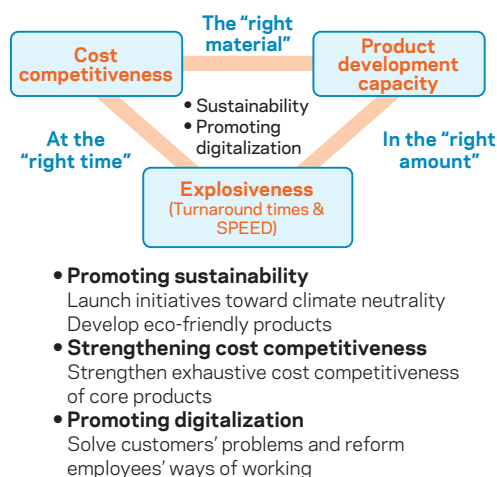 The “right
material”
Cost
competitiveness
Product
development
capacity
• Sustainability
• Promoting
digitalization
At the
“right time”
In the “right
amount”
Explosiveness
(Turnaround times &
SPEED)
• Promoting sustainability
Launch initiatives toward climate neutrality
Develop eco-friendly products
• Strengthening cost competitiveness
Strengthen exhaustive cost competitiveness
of core products
• Promoting digitalization
Solve customers’ problems and reform
employees’ ways of working